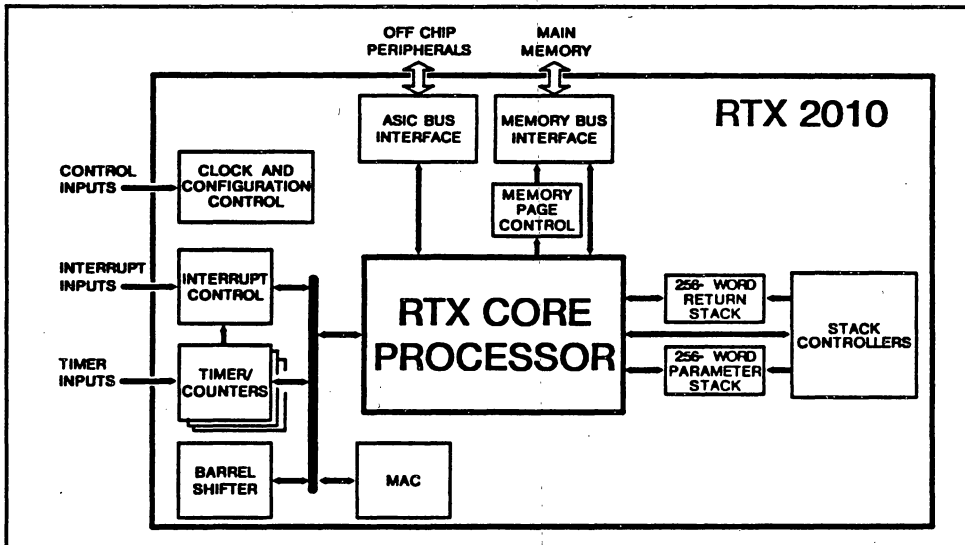 OFF CHIP
PERIPHERALS
MAIN
MEMORY
RTX 2010
ASIC BUS
INTERFACE
MEMORY BUS
INTERFACE
CONTROL
INPUTS
CLOCK AND
CONFIGURATION
CONTROL
MEMORY
PAGE
CONTROL
INTERRUPT
INPUTS
INTERRUPT
CONTROL
RTX CORE
PROCESSOR
256- WORD
RETURN
STACK
STACK
CONTROLLERS
256- WORD
PARAMETER
STACK
TIMER
INPUTS
TIMER/
COUNTERS
BARREL
SHIFTER
MAC